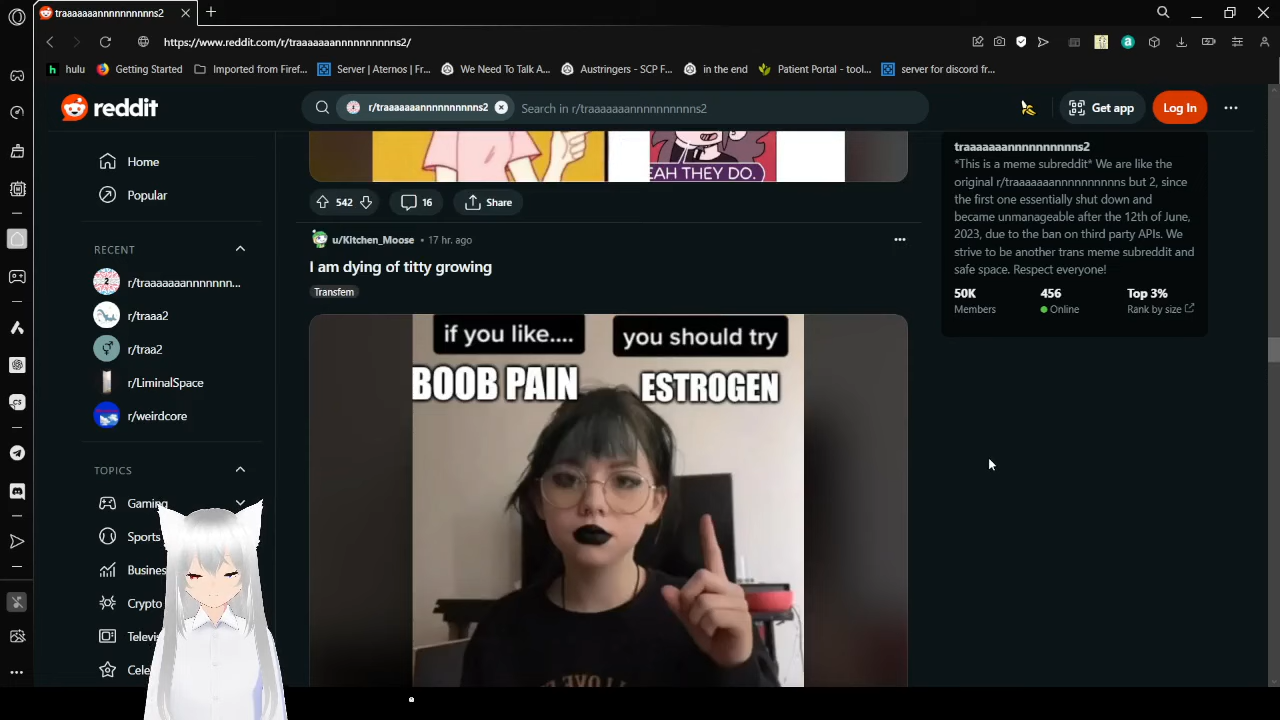 traaaaaaannnnnnnnnns2
https://www.reddit.com/r/traaaaaaannnnnnnnnns2/
hulu
Getting Started
Imported from Firef...
Server | Aternos | Fr...
We Need To Talk A...
Austringers - SCP F...
in the end
Patient Portal - tool...
server for discord fr...
reddit
r/traaaaaaannnnnnnnnns2
Search in r/traaaaaaannnnnnnnnns2
Get app
Log In
Home
Popular
RECENT
r/traaaaaaannnnnn...
r/traaa2
r/traa2
r/LiminalSpace
r/weirdcore
TOPICS
Gaming
Sports
Busines
Crypto
Televi
Cele
EAH THEY DO.
542
16
Share
u/Kitchen_Moose • 17 hr. ago
I am dying of titty growing
Transfem
if you like....
you should try
BOOB PAIN
ESTROGEN
traaaaaaannnnnnnnnns2
*This is a meme subreddit* We are like the
original r/traaaaaaannnnnnnnnns but 2, since
the first one essentially shut down and
became unmanageable after the 12th of June,
2023, due to the ban on third party APIs. We
strive to be another trans meme subreddit and
safe space. Respect everyone!
50K
Members
456
Online
Top 3%
Rank by size